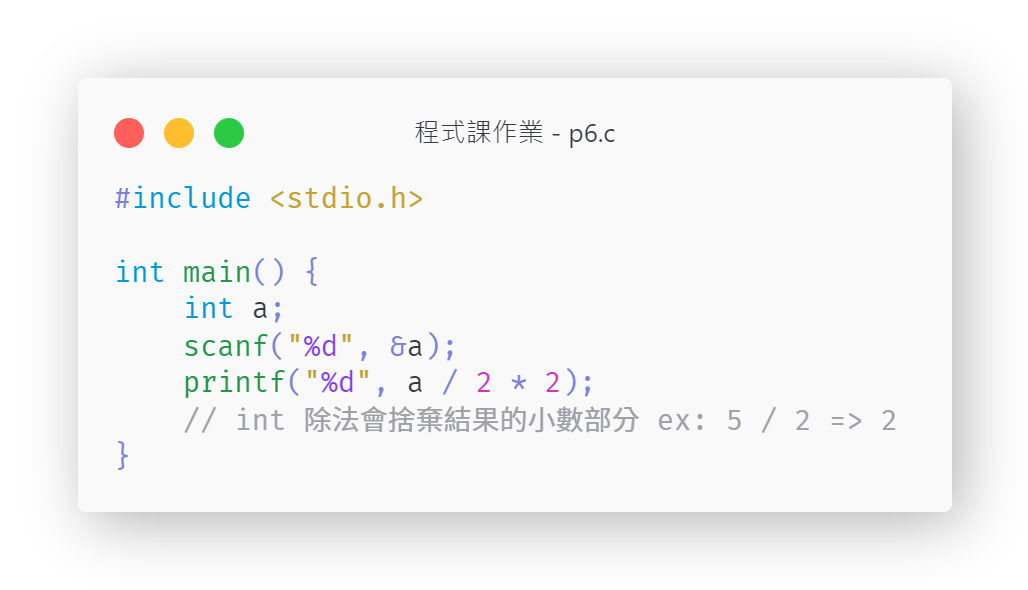 程式課作業 - p6.c
#include <stdio.h>

int main() {
    int a;
    scanf("%d", &a);
    printf("%d", a / 2 * 2);
    // int 除法會捨棄結果的小數部分 ex: 5 / 2 => 2
}